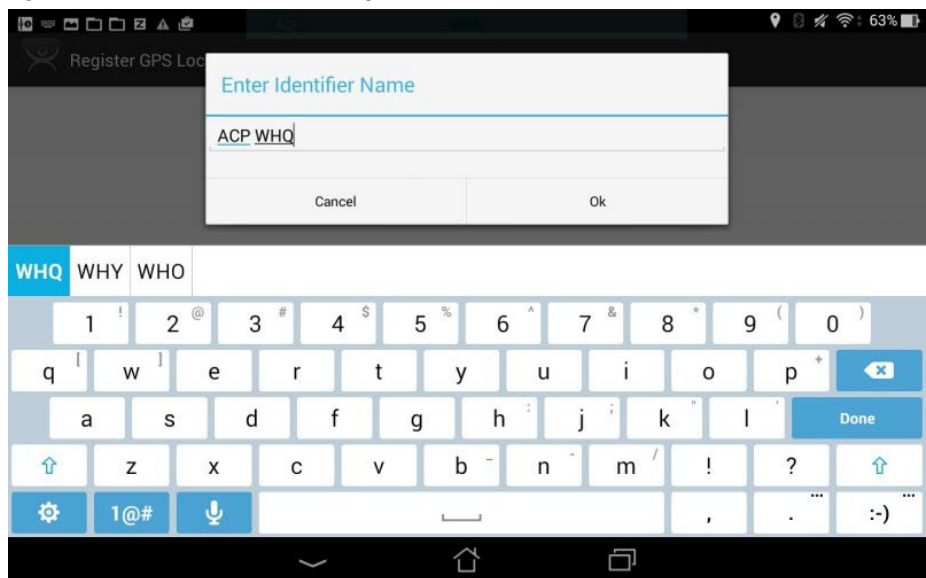 63%
Register GPS Loc
Enter Identifier Name
ACP WHQ
Cancel Ok
WHQ WHY WHO
1 ! 2 @ 3 # 4 $ 5 % 6 ^ 7 & 8 * 9 ( 0 )
q [ w ] e r t y u i o p +
a s d f g h : j ; k " l ' Done
z x c v b _ n - m / ! ?
1@# , . ... :-) ...